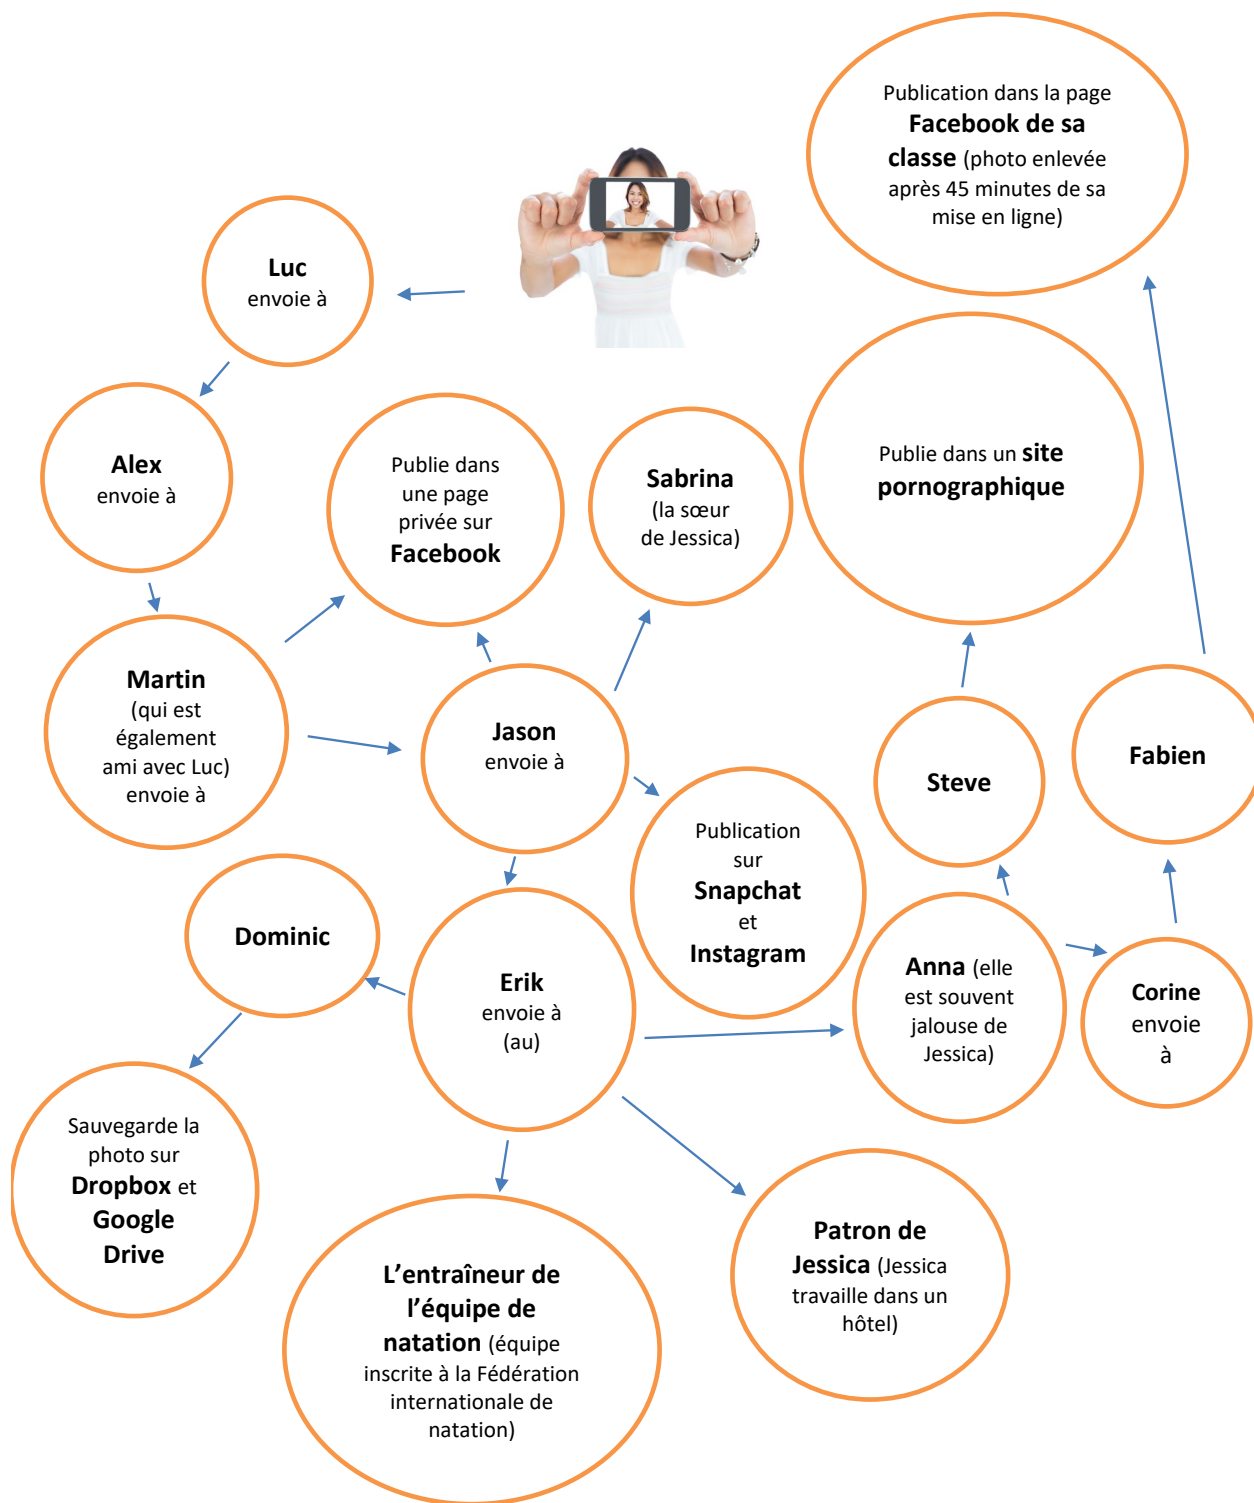 Publication dans la page
Facebook de sa
classe (photo enlevée
après 45 minutes de sa
mise en ligne)
Luc
envoie à
Alex
envoie à
Publie dans
une page
privée sur
Facebook
Sabrina
(la sœur
de Jessica)
Publie dans un site
pornographique
Martin
(qui est
également
ami avec Luc)
envoie à
Jason
envoie à
Steve
Fabien
Publication
sur
Snapchat
et
Instagram
Dominic
Erik
envoie à
(au)
Anna (elle
est souvent
jalouse de
Jessica)
Corine
envoie
à
Sauvegarde la
photo sur
Dropbox et
Google
Drive
L’entraîneur de
l’équipe de
natation (équipe
inscrite à la Fédération
internationale de
natation)
Patron de
Jessica (Jessica
travaille dans un
hôtel)